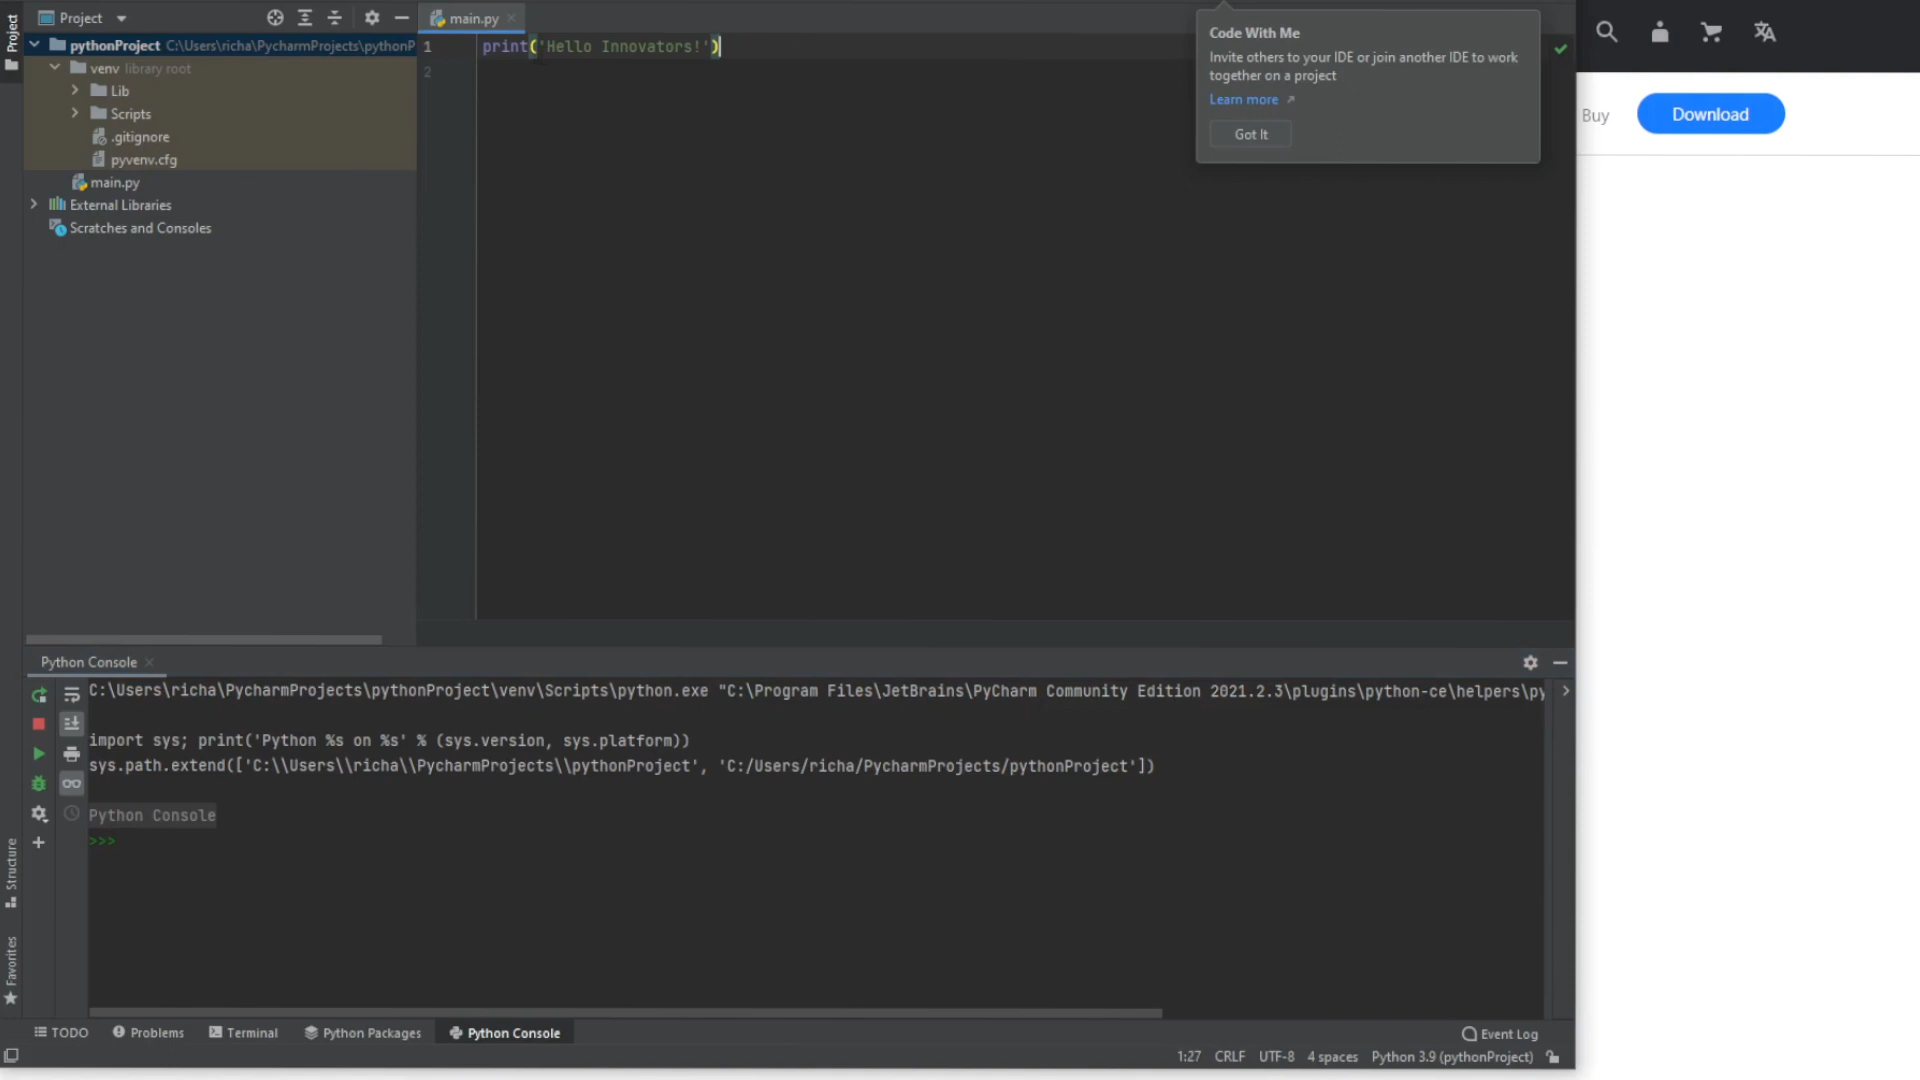 Project
Project
pythonProject C:\Users\richa\PycharmProjects\pythonP
venv library root
Lib
Scripts
.gitignore
pyvenv.cfg
main.py
External Libraries
Scratches and Consoles
main.py
1 print('Hello Innovators!')
2
Code With Me
Invite others to your IDE or join another IDE to work
together on a project
Learn more
Got It
Buy
Download
Python Console
C:\Users\richa\PycharmProjects\pythonProject\venv\Scripts\python.exe "C:\Program Files\JetBrains\PyCharm Community Edition 2021.2.3\plugins\python-ce\helpers\py
import sys; print('Python %s on %s' % (sys.version, sys.platform))
sys.path.extend(['C:\\Users\\richa\\PycharmProjects\\pythonProject', 'C:/Users/richa/PycharmProjects/pythonProject'])
Python Console
>>>
Structure
Favorites
TODO
Problems
Terminal
Python Packages
Python Console
Event Log
1:27 CRLF UTF-8 4 spaces Python 3.9 (pythonProject)